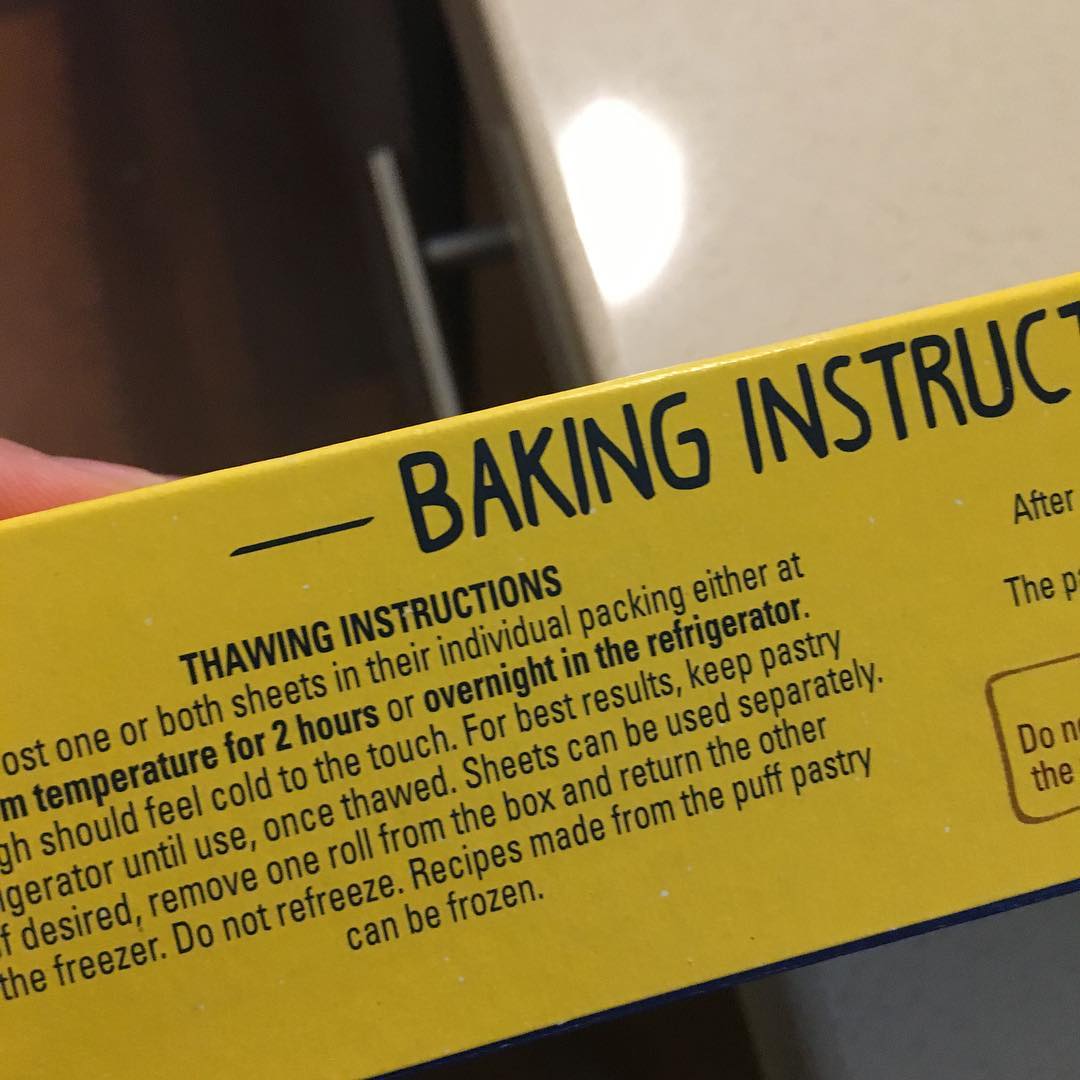 BAKING INSTRUCT
THAWING INSTRUCTIONS
ost one or both sheets in their individual packing either at
m temperature for 2 hours or overnight in the refrigerator.
gh should feel cold to the touch. For best results, keep pastry
igerator until use, once thawed. Sheets can be used separately.
f desired, remove one roll from the box and return the other
the freezer. Do not refreeze. Recipes made from the puff pastry
can be frozen.
After
The pa
Do no
the